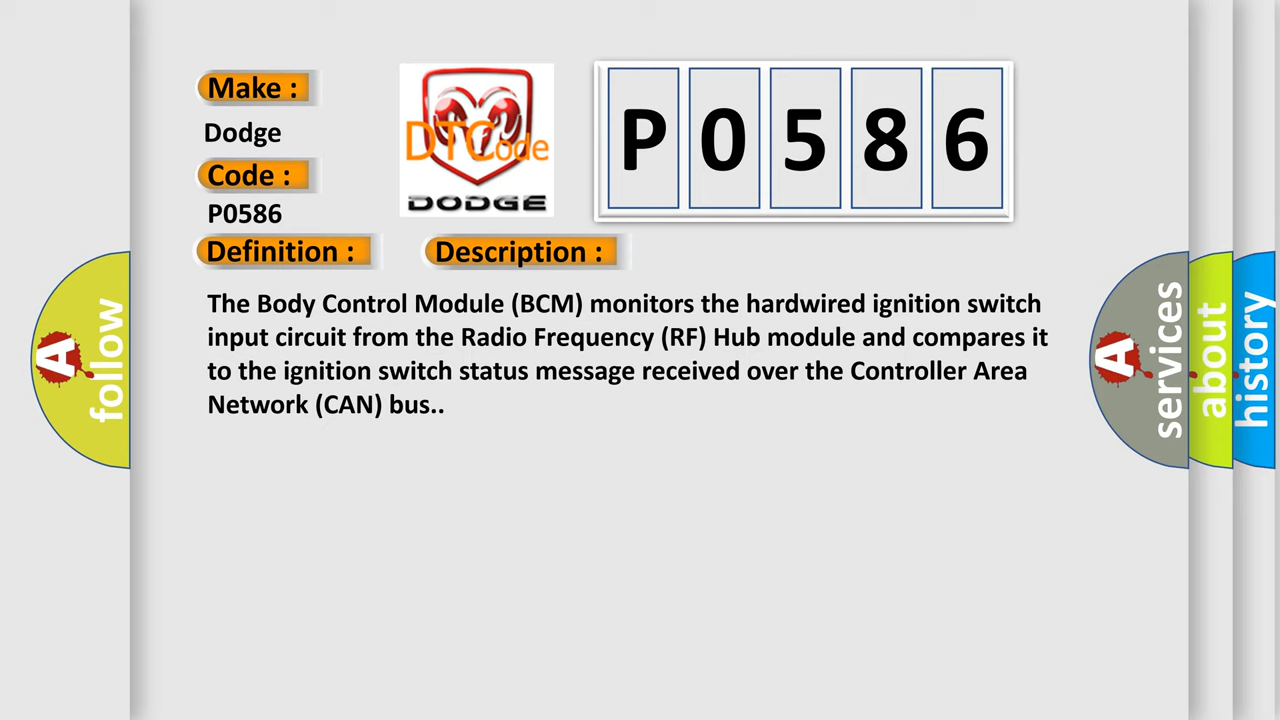 Make :
Dodge
Code :
P0586
Definition :
Description :
DTCode
DODGE
P0586
The Body Control Module (BCM) monitors the hardwired ignition switch
input circuit from the Radio Frequency (RF) Hub module and compares it
to the ignition switch status message received over the Controller Area
Network (CAN) bus..
A
follow
A
services
about
history